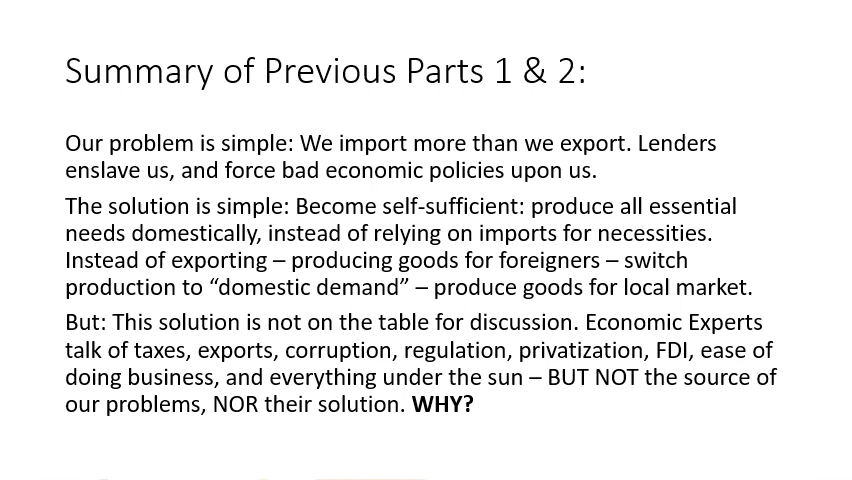 Summary of Previous Parts 1 & 2:
Our problem is simple: We import more than we export. Lenders
enslave us, and force bad economic policies upon us.
The solution is simple: Become self-sufficient: produce all essential
needs domestically, instead of relying on imports for necessities.
Instead of exporting – producing goods for foreigners – switch
production to “domestic demand” – produce goods for local market.
But: This solution is not on the table for discussion. Economic Experts
talk of taxes, exports, corruption, regulation, privatization, FDI, ease of
doing business, and everything under the sun – BUT NOT the source of
our problems, NOR their solution. WHY?